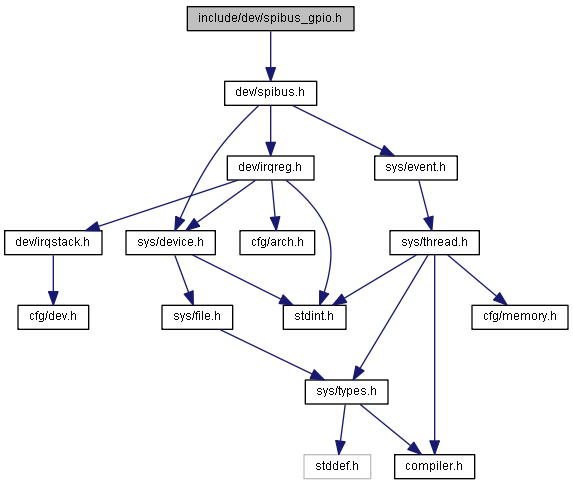 include/dev/spibus_gpio.h
dev/spibus.h
dev/irqreg.h
sys/event.h
dev/irqstack.h
sys/device.h
cfg/arch.h
sys/thread.h
cfg/dev.h
sys/file.h
stdint.h
cfg/memory.h
sys/types.h
stddef.h
compiler.h